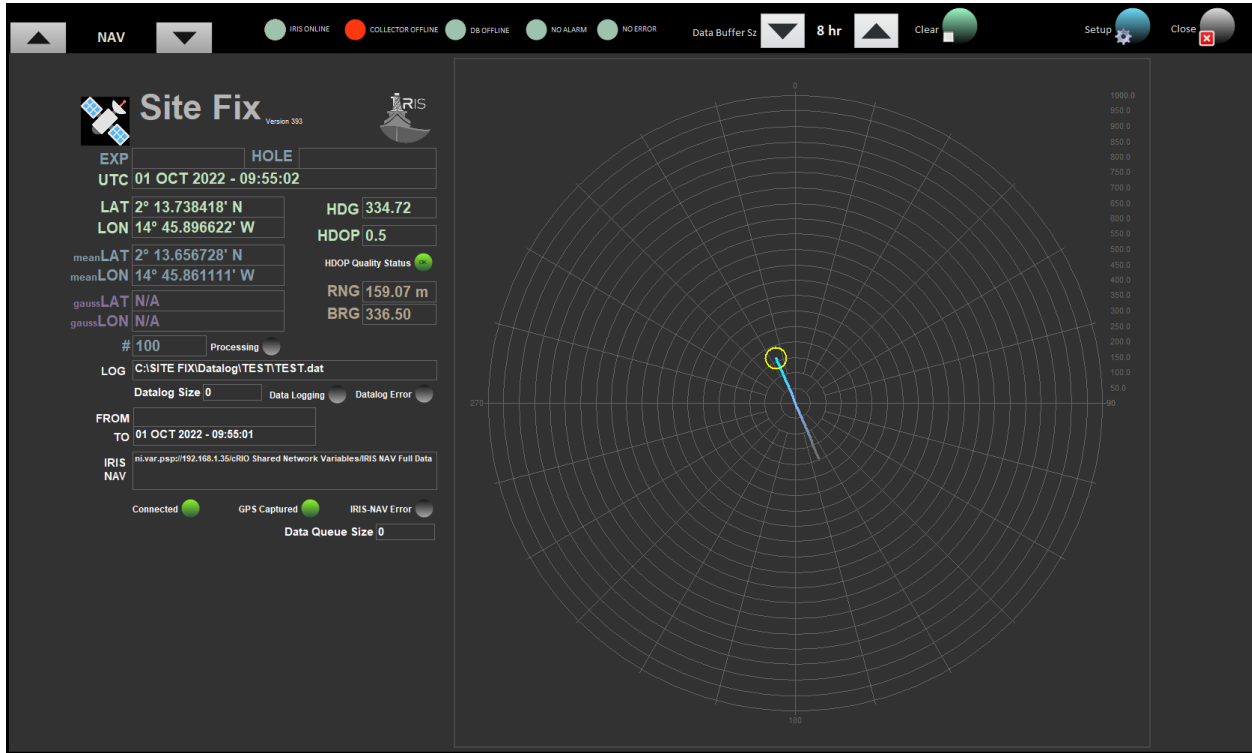 NAV
IRIS ONLINE
COLLECTOR OFFLINE
DB OFFLINE
NO ALARM
NO ERROR
Data Buffer Sz
8 hr
Clear
Setup
Close
Site Fix
Version 393
IRIS
EXP HOLE
UTC 01 OCT 2022 - 09:55:02
LAT 2° 13.738418' N
HDG 334.72
LON 14° 45.896622' W
HDOP 0.5
meanLAT 2° 13.656728' N
HDOP Quality Status OK
meanLON 14° 45.861111' W
RNG 159.07 m
gaussLAT N/A
BRG 336.50
gaussLON N/A
# 100 Processing
LOG C:\SITE FIX\Datalog\TEST\TEST.dat
Datalog Size 0 Data Logging Datalog Error
FROM
TO 01 OCT 2022 - 09:55:01
IRIS NAV ni.var.psp://192.168.1.35/cRIO Shared Network Variables/IRIS NAV Full Data
Connected GPS Captured IRIS-NAV Error
Data Queue Size 0
0
1000.0
950.0
900.0
850.0
800.0
750.0
700.0
650.0
600.0
550.0
500.0
450.0
400.0
350.0
300.0
250.0
200.0
150.0
100.0
50.0
270
90
180